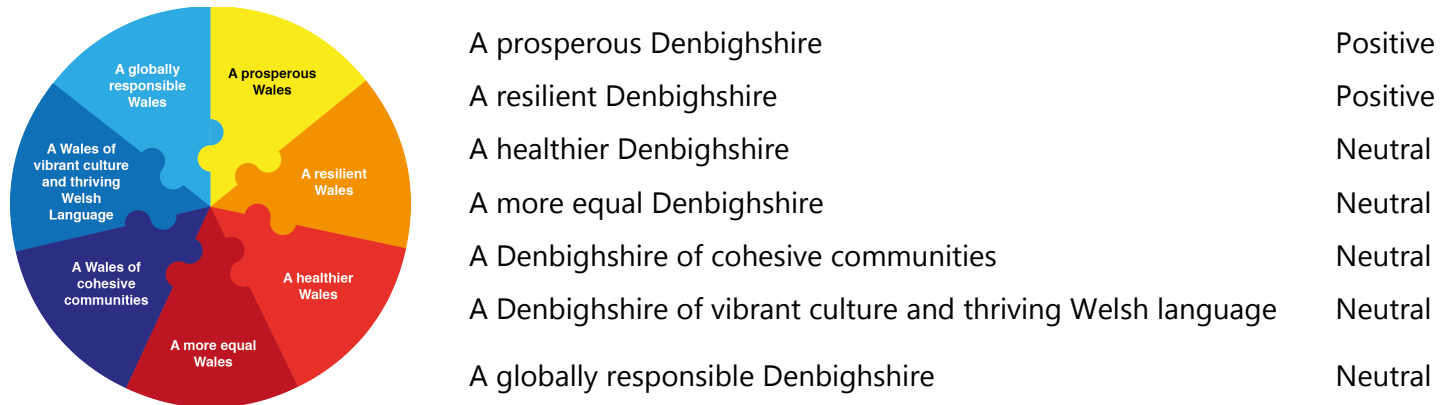 A globally
responsible
Wales
A prosperous
Wales
A resilient
Wales
A healthier
Wales
A more equal
Wales
A Wales of
cohesive
communities
A Wales of
vibrant culture
and thriving
Welsh
Language
A prosperous Denbighshire Positive
A resilient Denbighshire Positive
A healthier Denbighshire Neutral
A more equal Denbighshire Neutral
A Denbighshire of cohesive communities Neutral
A Denbighshire of vibrant culture and thriving Welsh language Neutral
A globally responsible Denbighshire Neutral